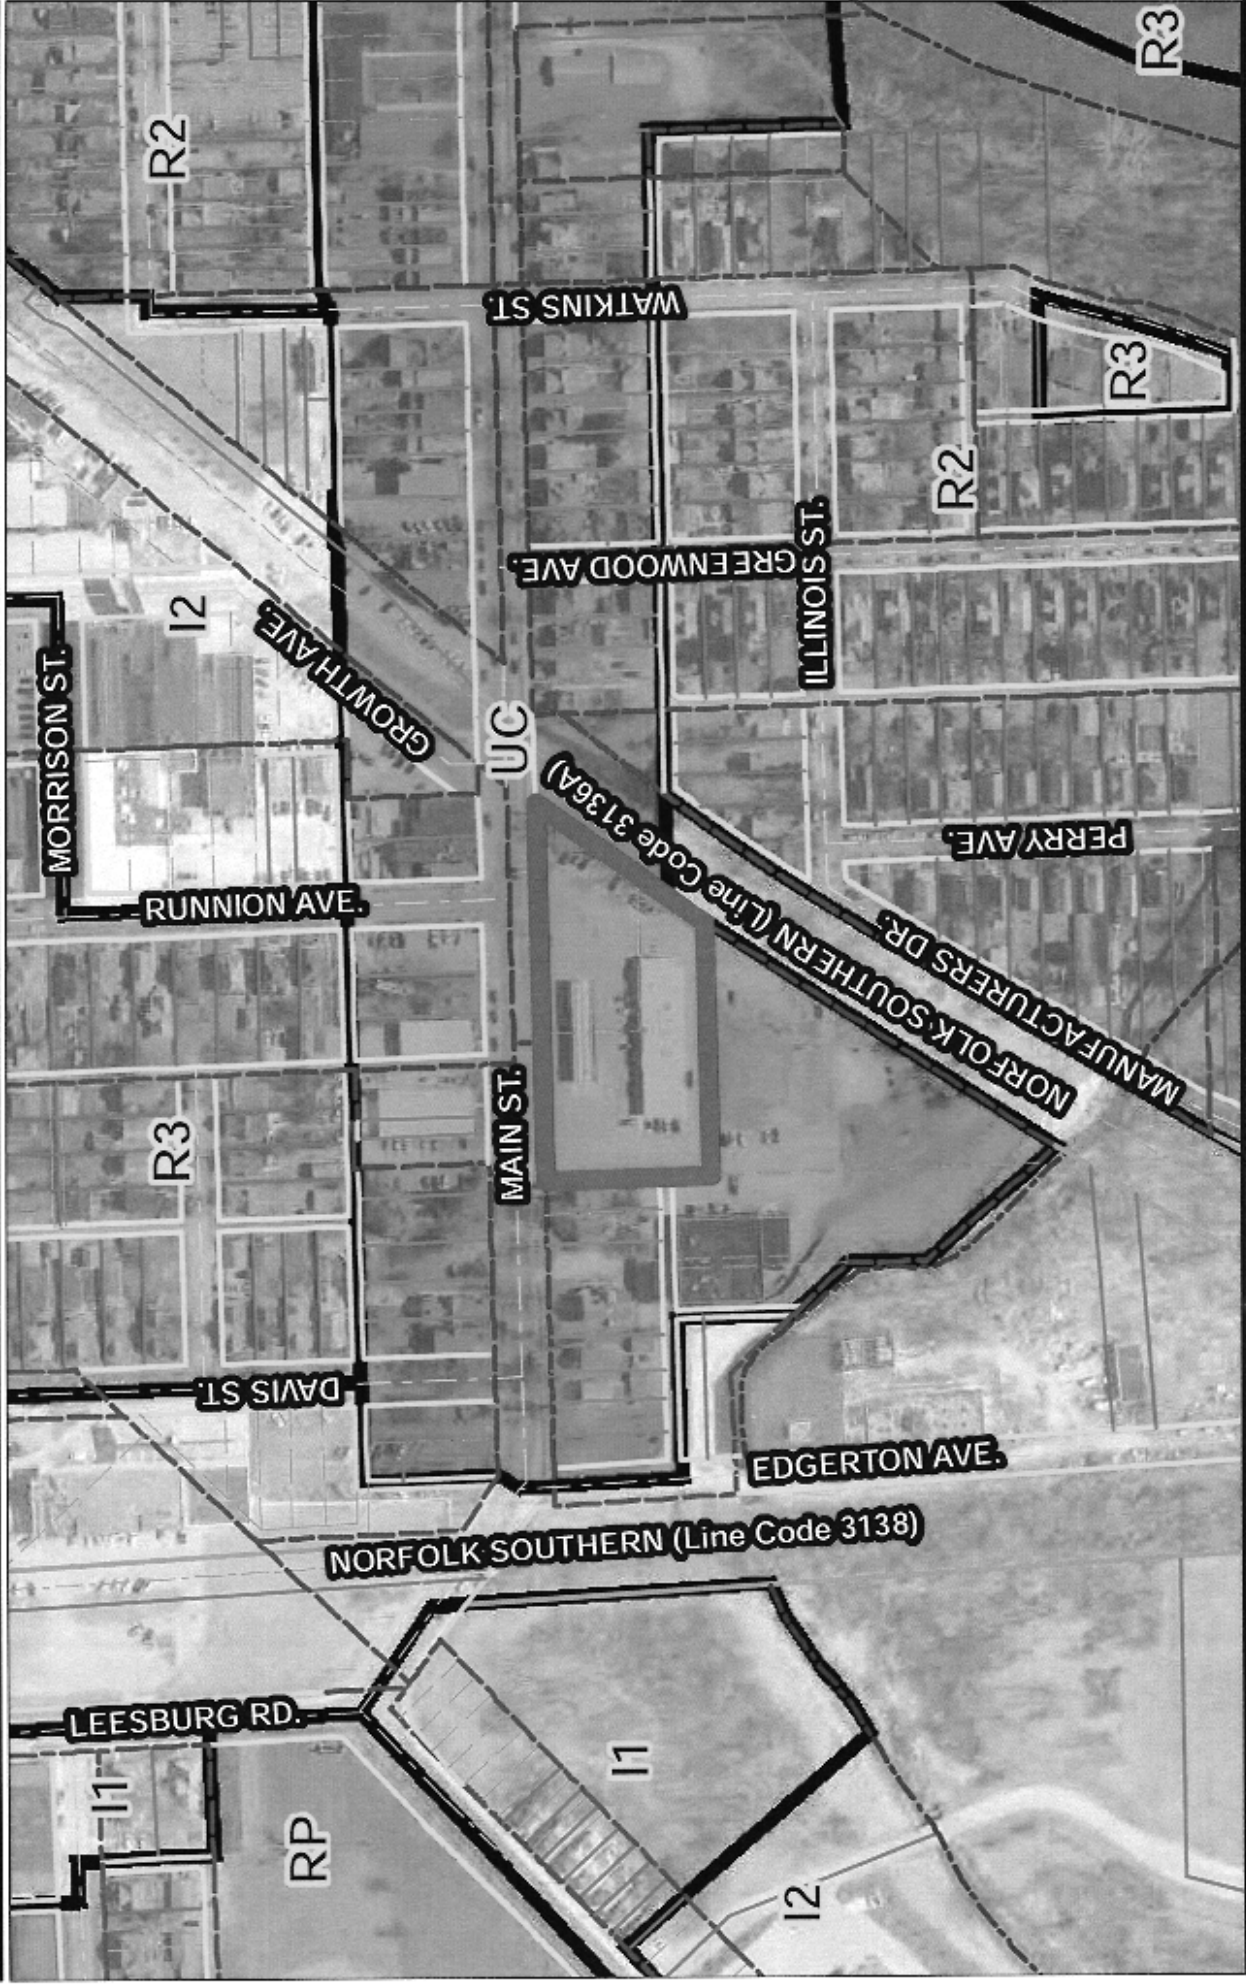 R3
R2
WATKINS ST.
R3
R2
GREENWOOD AVE.
ILLINOIS ST.
I2
GROWTH AVE.
MORRISON ST.
UC
NORFOLK SOUTHERN (Line Code 3136A)
PERRY AVE.
RUNNION AVE.
MANUFACTURERS DR.
MAIN ST.
R3
DAVIS ST.
EDGERTON AVE.
NORFOLK SOUTHERN (Line Code 3138)
LEESBURG RD.
I1
I1
RP
I2